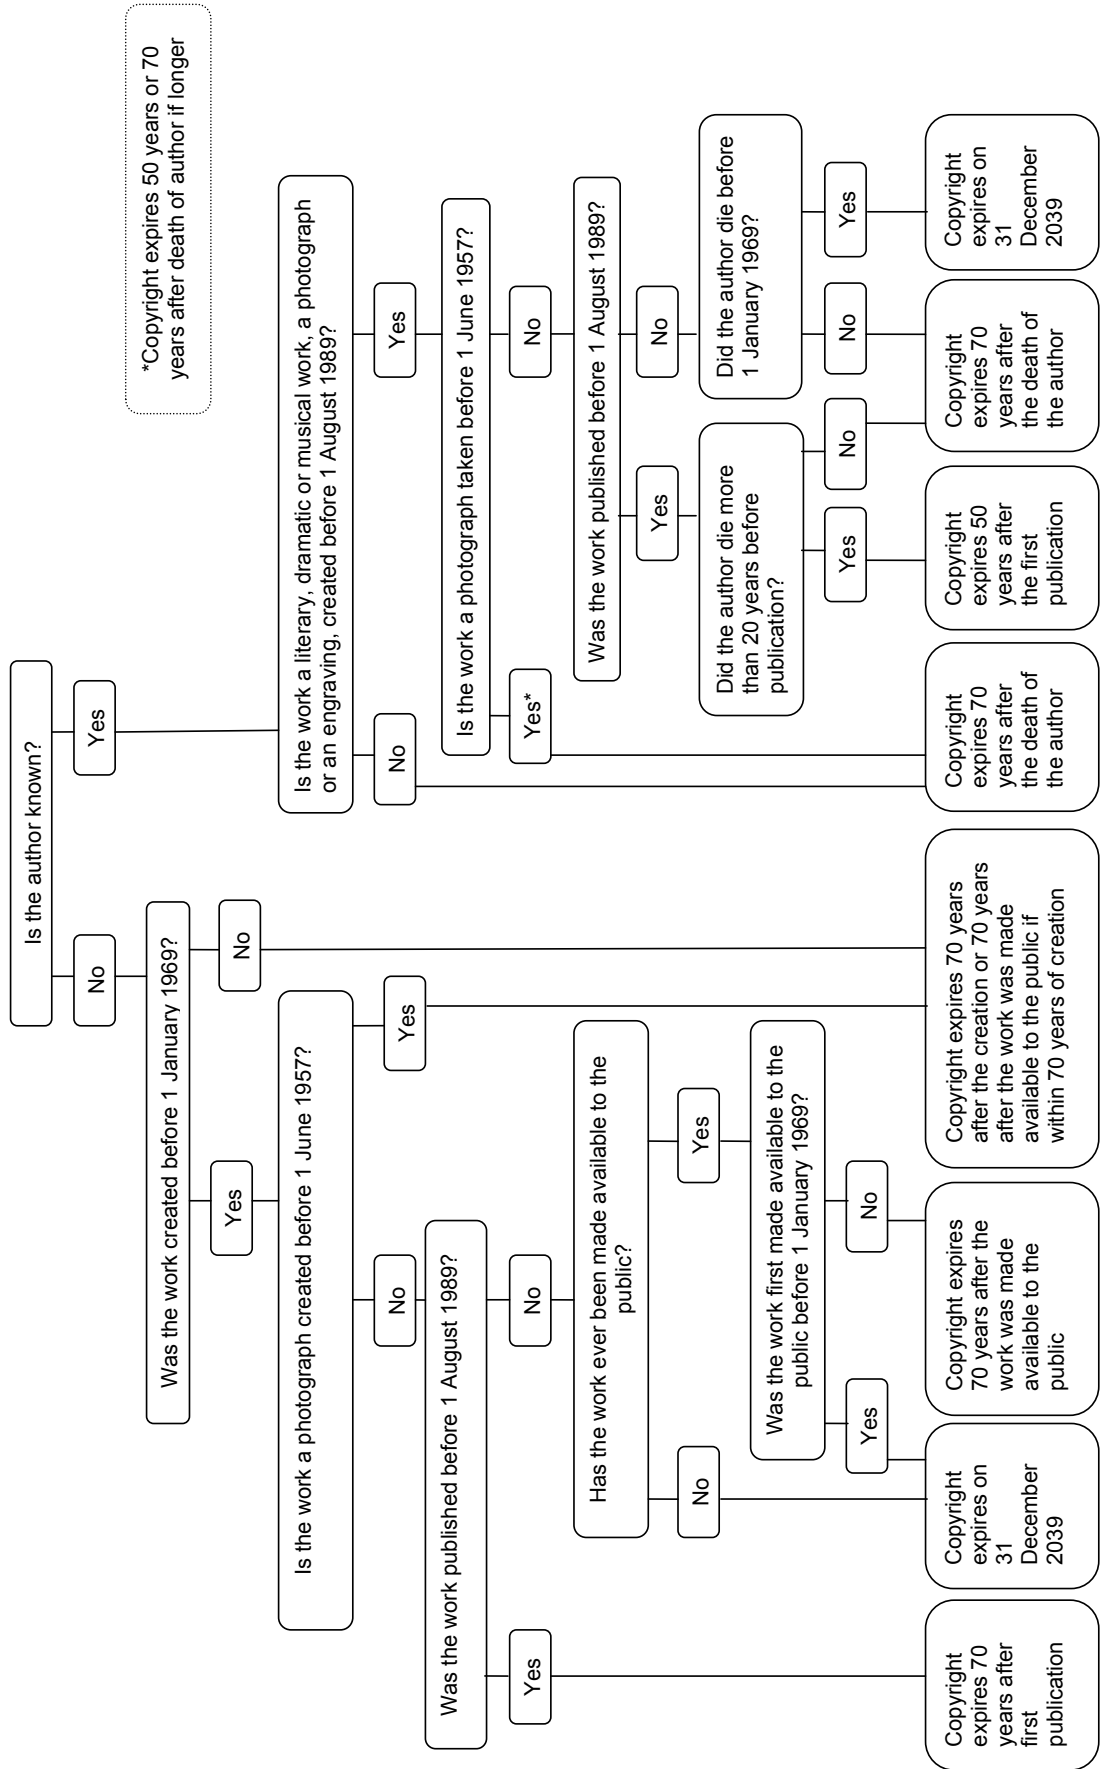 Is the author known?
*Copyright expires 50 years or 70
years after death of author if longer
No
Yes
Was the work created before 1 January 1969?
Yes
No
Is the work a photograph created before 1 June 1957?
Is the work a literary, dramatic or musical work, a photograph
or an engraving, created before 1 August 1989?
No
Yes
No
Yes
Was the work published before 1 August 1989?
Is the work a photograph taken before 1 June 1957?
Yes
No
Yes*
No
Has the work ever been made available to the
public?
Was the work published before 1 August 1989?
No
Yes
Yes
No
Was the work first made available to the
public before 1 January 1969?
Did the author die more
than 20 years before
publication?
Did the author die before
1 January 1969?
Yes
No
Yes
No
No
Yes
Copyright
expires 70
years after
first
publication
Copyright
expires on
31
December
2039
Copyright expires
70 years after the
work was made
available to the
public
Copyright expires 70 years
after the creation or 70 years
after the work was made
available to the public if
within 70 years of creation
Copyright
expires 70
years after
the death of
the author
Copyright
expires 50
years after
the first
publication
Copyright
expires 70
years after
the death of
the author
Copyright
expires on
31
December
2039